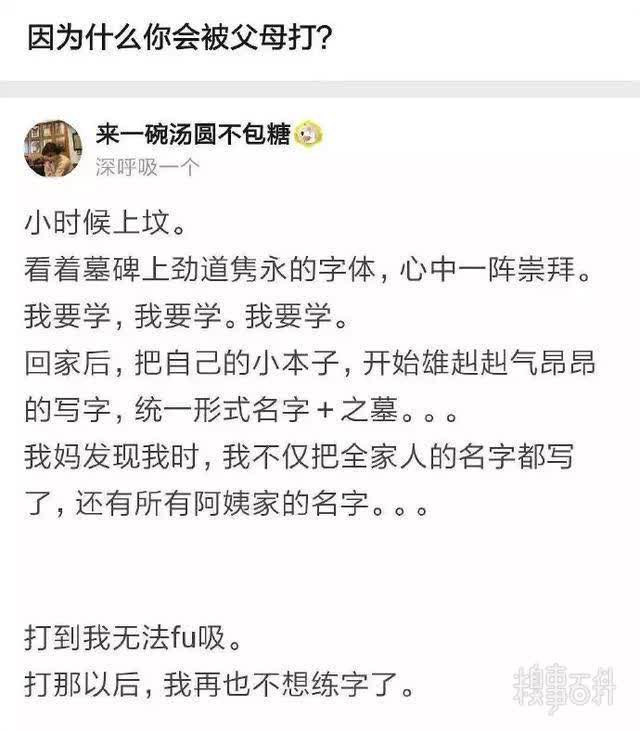 因为什么你会被父母打?
来一碗汤圆不包糖
深呼吸一个
小时候上坟。
看着墓碑上劲道隽永的字体，心中一阵崇拜。
我要学，我要学。我要学。
回家后，把自己的小本子，开始雄赳赳气昂昂
的写字，统一形式名字+之墓。。。
我妈发现我时，我不仅把全家人的名字都写
了，还有所有阿姨家的名字。。。
打到我无法fu吸。
打那以后，我再也不想练字了。
糗事百科